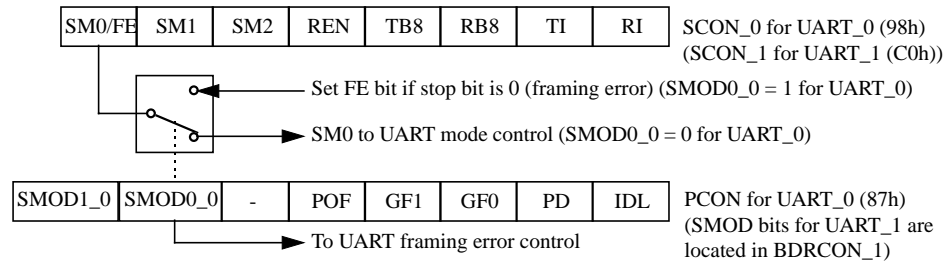 SM0/FE SM1 SM2 REN TB8 RB8 TI RI
SCON_0 for UART_0 (98h)
(SCON_1 for UART_1 (C0h))
Set FE bit if stop bit is 0 (framing error) (SMOD0_0 = 1 for UART_0)
SM0 to UART mode control (SMOD0_0 = 0 for UART_0)
SMOD1_0 SMOD0_0 - POF GF1 GF0 PD IDL
PCON for UART_0 (87h)
(SMOD bits for UART_1 are
located in BDRCON_1)
To UART framing error control